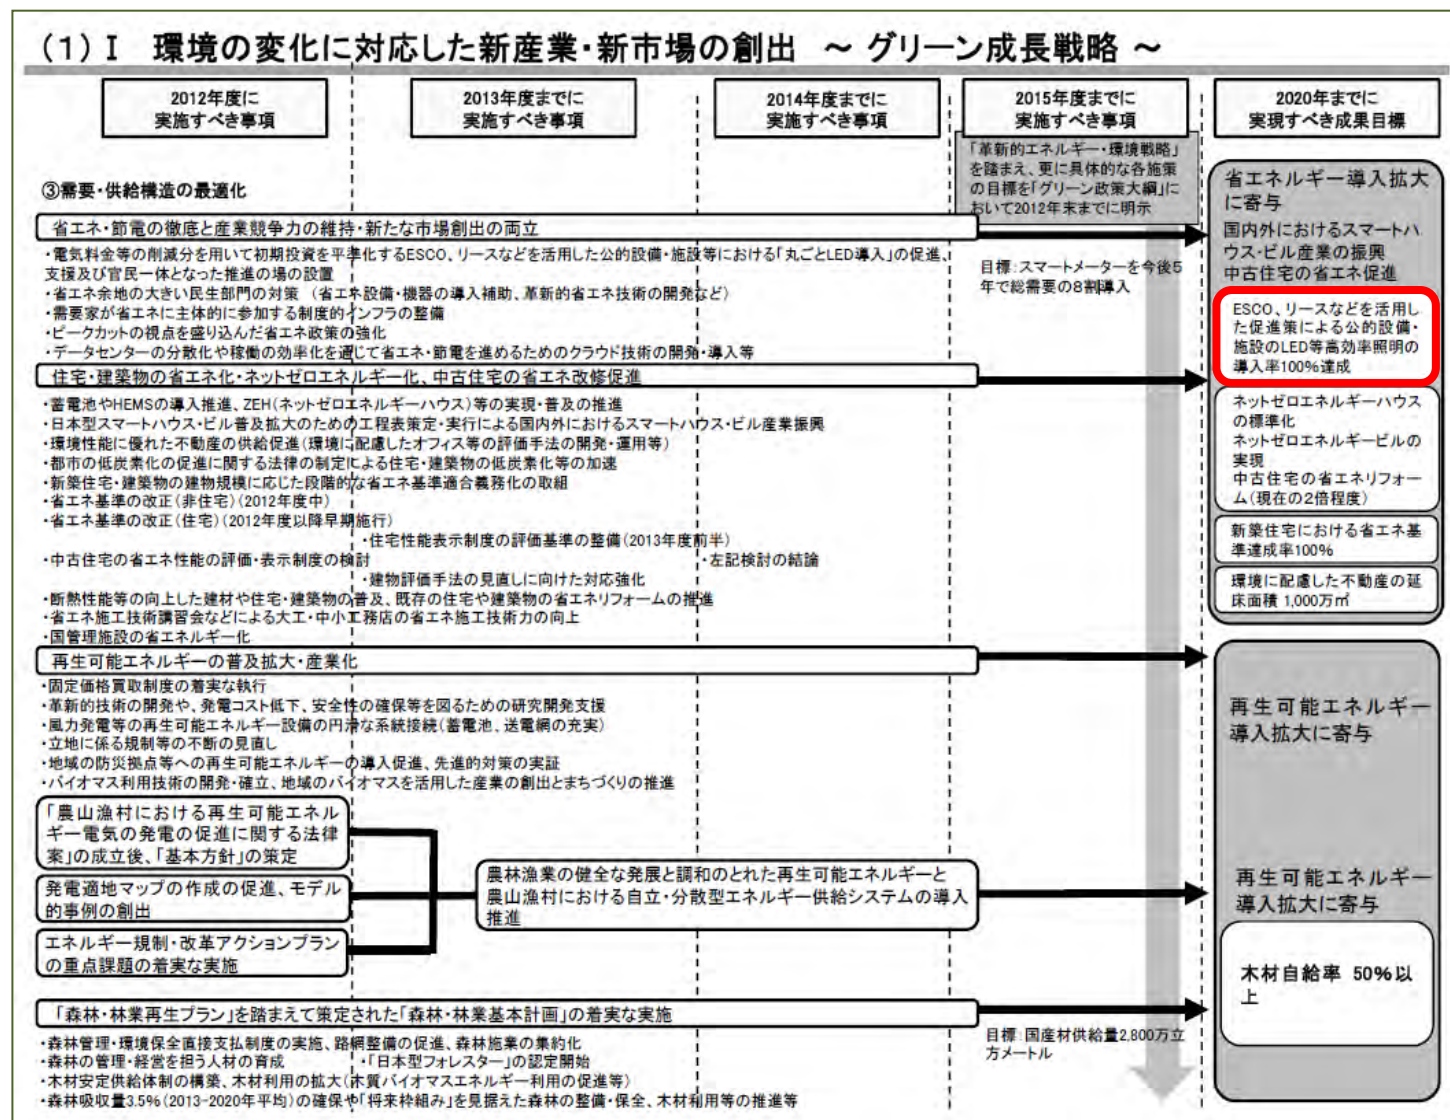 (1)Ⅰ 環境の変化に対応した新産業・新市場の創出 ～ グリーン成長戦略 ～
2012年度に
実施すべき事項
2013年度までに
実施すべき事項
2014年度までに
実施すべき事項
2015年度までに
実施すべき事項
2020年までに
実現すべき成果目標
「革新的エネルギー・環境戦略」
を踏まえ、更に具体的な各施策
の目標を「グリーン政策大綱」に
おいて2012年末までに明示
③需要・供給構造の最適化
省エネ・節電の徹底と産業競争力の維持・新たな市場創出の両立
・電気料金等の削減分を用いて初期投資を平準化するESCO、リースなどを活用した公的設備・施設等における「丸ごとLED導入」の促進、
支援及び官民一体となった推進の場の設置
・省エネ余地の大きい民生部門の対策 (省エネ設備・機器の導入補助、革新的省エネ技術の開発など)
・需要家が省エネに主体的に参加する制度的インフラの整備
・ピークカットの視点を盛り込んだ省エネ政策の強化
・データセンターの分散化や稼働の効率化を通じて省エネ・節電を進めるためのクラウド技術の開発・導入等
目標:スマートメーターを今後5
年で総需要の8割導入
省エネルギー導入拡大
に寄与
国内外におけるスマートハ
ウス・ビル産業の振興
中古住宅の省エネ促進
ESCO、リースなどを活用し
た促進策による公的設備・
施設のLED等高効率照明の
導入率100%達成
住宅・建築物の省エネ化・ネットゼロエネルギー化、中古住宅の省エネ改修促進
・蓄電池やHEMSの導入推進、ZEH(ネットゼロエネルギーハウス)等の実現・普及の推進
・日本型スマートハウス・ビル普及拡大のための工程表策定・実行による国内外におけるスマートハウス・ビル産業振興
・環境性能に優れた不動産の供給促進(環境に配慮したオフィス等の評価手法の開発・運用等)
・都市の低炭素化の促進に関する法律の制定による住宅・建築物の低炭素化等の加速
・新築住宅・建築物の建物規模に応じた段階的な省エネ基準適合義務化の取組
・省エネ基準の改正(非住宅)(2012年度中)
・省エネ基準の改正(住宅)(2012年度以降早期施行)
・住宅性能表示制度の評価基準の整備(2013年度前半)
・中古住宅の省エネ性能の評価・表示制度の検討
・左記検討の結論
・建物評価手法の見直しに向けた対応強化
・断熱性能等の向上した建材や住宅・建築物の普及、既存の住宅や建築物の省エネリフォームの推進
・省エネ施工技術講習会などによる大工・中小工務店の省エネ施工技術力の向上
・国管理施設の省エネルギー化
ネットゼロエネルギーハウス
の標準化
ネットゼロエネルギービルの
実現
中古住宅の省エネリフォー
ム(現在の2倍程度)
新築住宅における省エネ基
準達成率100%
環境に配慮した不動産の延
床面積 1,000万㎡
再生可能エネルギーの普及拡大・産業化
・固定価格買取制度の着実な執行
・革新的技術の開発や、発電コスト低下、安全性の確保等を図るための研究開発支援
・風力発電等の再生可能エネルギー設備の円滑な系統接続(蓄電池、送電網の充実)
・立地に係る規制等の不断の見直し
・地域の防災拠点等への再生可能エネルギーの導入促進、先進的対策の実証
・バイオマス利用技術の開発・確立、地域のバイオマスを活用した産業の創出とまちづくりの推進
再生可能エネルギー
導入拡大に寄与
「農山漁村における再生可能エネル
ギー電気の発電の促進に関する法律
案」の成立後、「基本方針」の策定
発電適地マップの作成の促進、モデル
的事例の創出
エネルギー規制・改革アクションプラン
の重点課題の着実な実施
農林漁業の健全な発展と調和のとれた再生可能エネルギーと
農山漁村における自立・分散型エネルギー供給システムの導入
推進
再生可能エネルギー
導入拡大に寄与
木材自給率 50%以
上
「森林・林業再生プラン」を踏まえて策定された「森林・林業基本計画」の着実な実施
・森林管理・環境保全直接支払制度の実施、路網整備の促進、森林施業の集約化
・森林の管理・経営を担う人材の育成
・「日本型フォレスター」の認定開始
・木材安定供給体制の構築、木材利用の拡大(木質バイオマスエネルギー利用の促進等)
・森林吸収量3.5%(2013-2020年平均)の確保や「将来枠組み」を見据えた森林の整備・保全、木材利用等の推進等
目標:国産材供給量2,800万立
方メートル